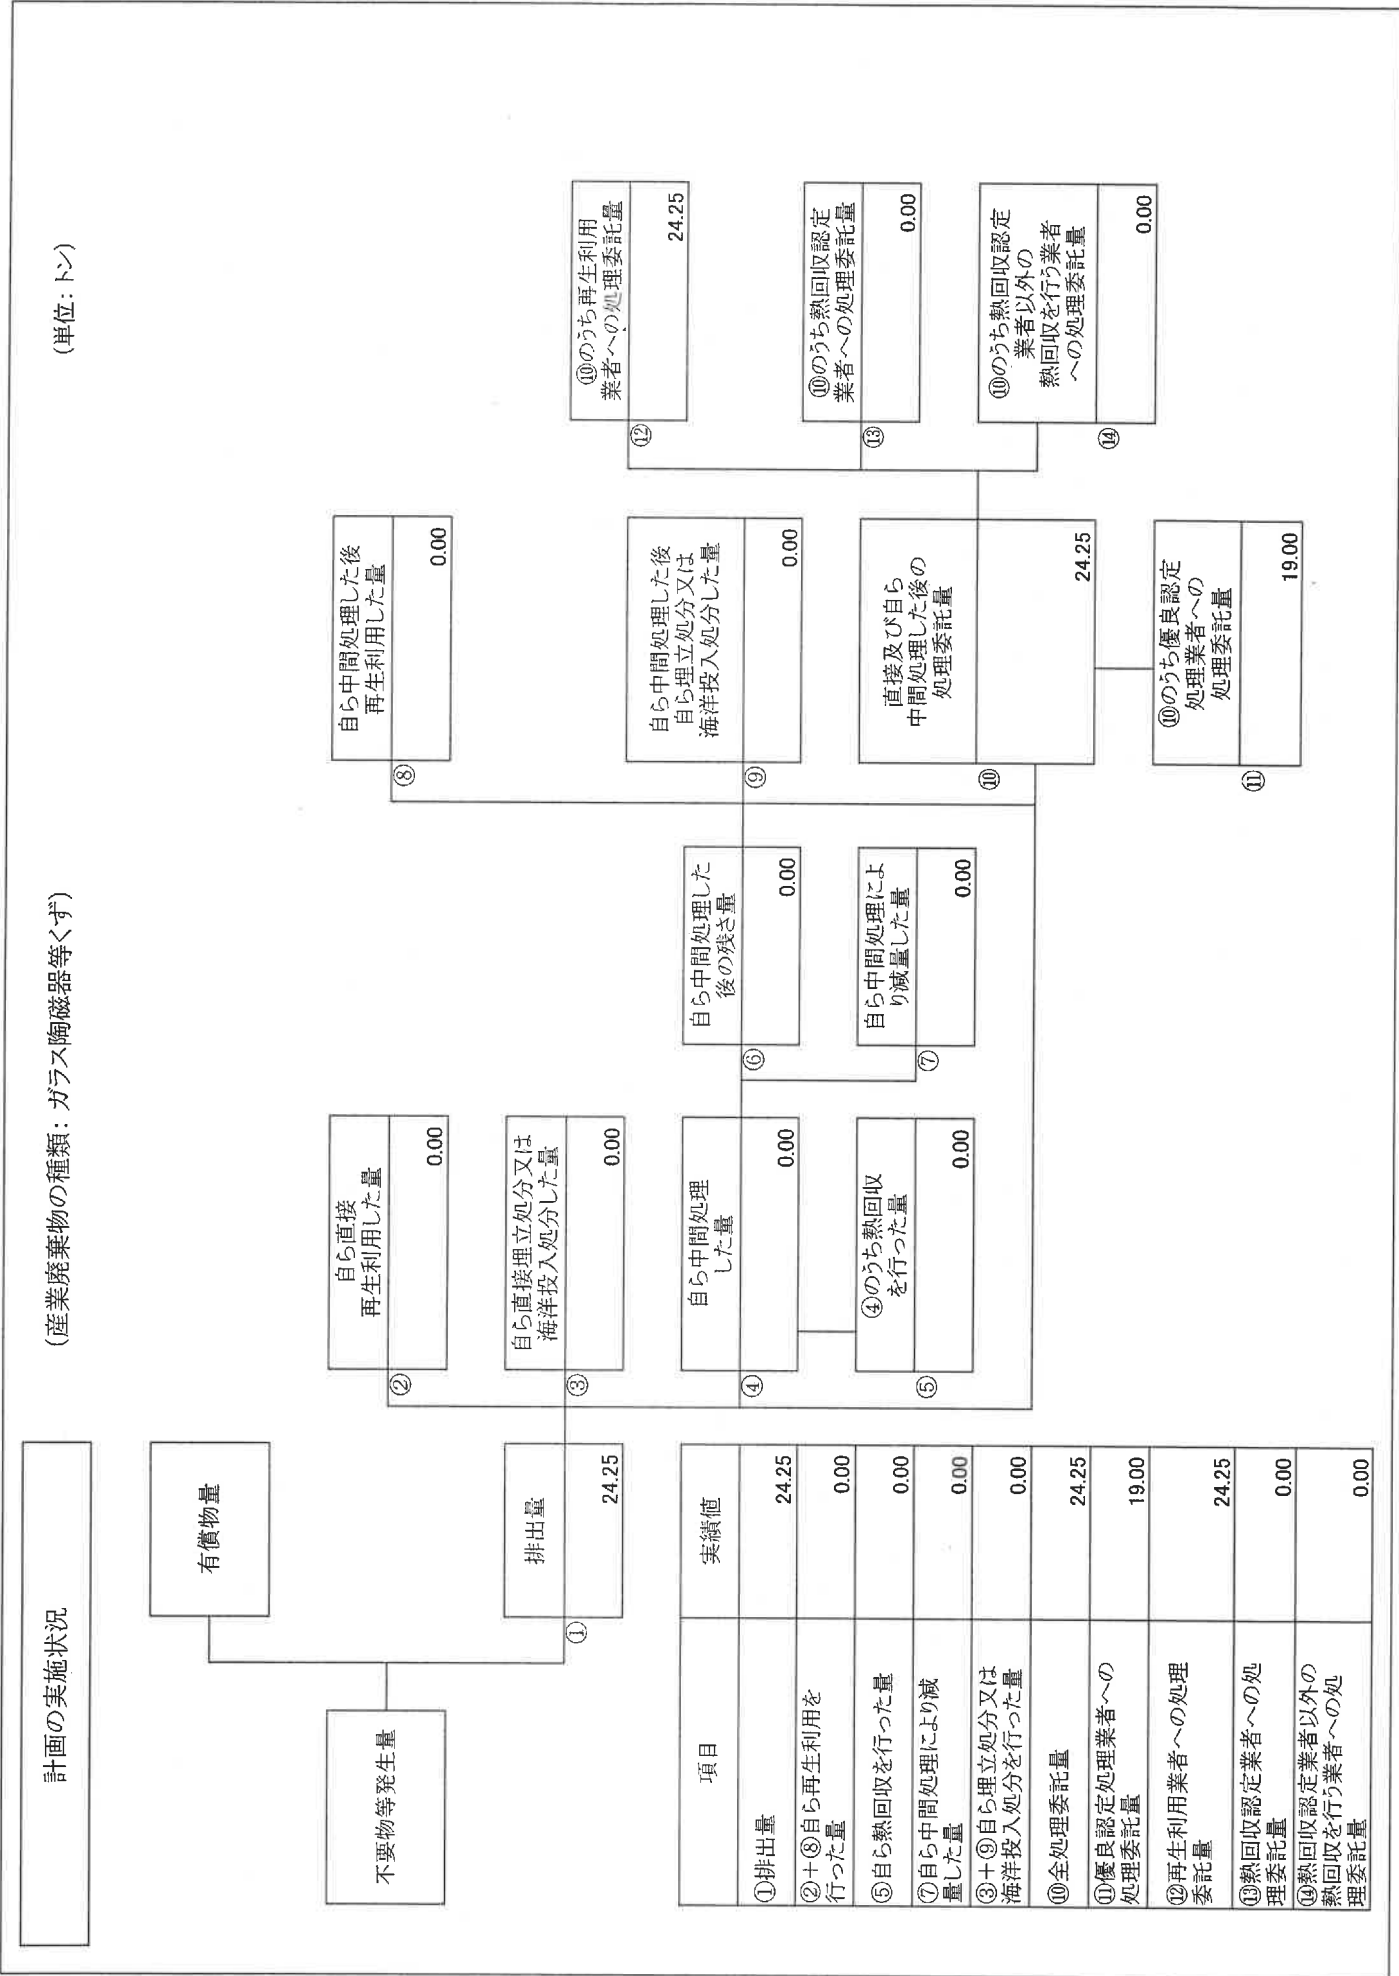 計画の実施状況
(産業廃棄物の種類：ガラス陶磁器等くず)
(単位：トン)
不要物等発生量
有償物量
①
排出量
24.25
②
自ら直接
再生利用した量
0.00
③
自ら直接埋立処分又は
海洋投入処分した量
0.00
④
自ら中間処理
した量
0.00
⑤
④のうち熱回収
を行った量
0.00
⑥
自ら中間処理した
後の残さ量
0.00
⑦
自ら中間処理によ
り減量した量
0.00
⑧
自ら中間処理した後
再生利用した量
0.00
⑨
自ら中間処理した後
自ら埋立処分又は
海洋投入処分した量
0.00
⑩
直接及び自ら
中間処理した後の
処理委託量
24.25
⑪
⑩のうち優良認定
処理業者への
処理委託量
19.00
⑫
⑩のうち再生利用
業者への処理委託量
24.25
⑬
⑩のうち熱回収認定
業者への処理委託量
0.00
⑭
⑩のうち熱回収認定
業者以外の
熱回収を行う業者
への処理委託量
0.00
項目
実績値
①排出量
24.25
②＋⑧自ら再生利用を
行った量
0.00
⑤自ら熱回収を行った量
0.00
⑦自ら中間処理により減
量した量
0.00
③＋⑨自ら埋立処分又は
海洋投入処分を行った量
0.00
⑩全処理委託量
24.25
⑪優良認定処理業者への
処理委託量
19.00
⑫再生利用業者への処理
委託量
24.25
⑬熱回収認定業者への処
理委託量
0.00
⑭熱回収認定業者以外の
熱回収を行う業者への処
理委託量
0.00